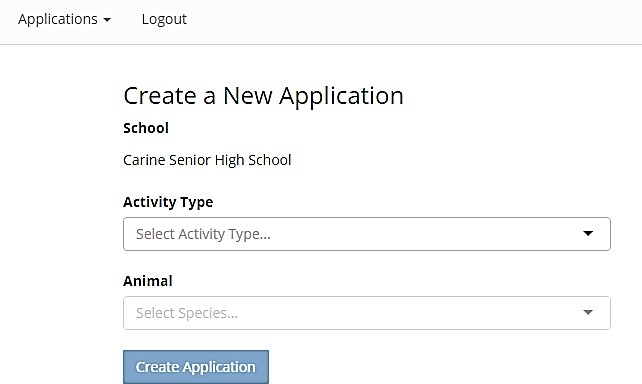 Applications Logout
Create a New Application
School
Carine Senior High School
Activity Type
Select Activity Type...
Animal
Select Species...
Create Application